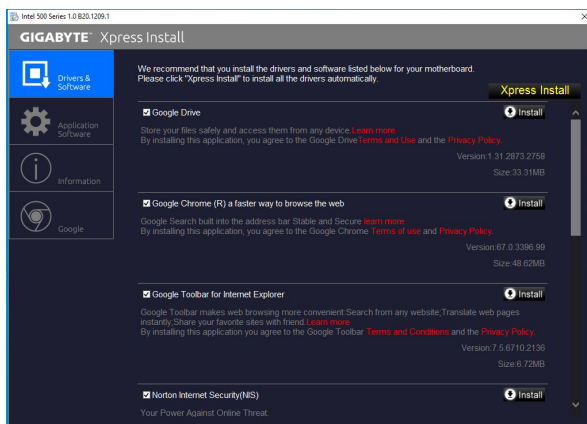 Intel 500 Series 1.0 B20.1209.1
GIGABYTE™ Xpress Install
Drivers &
Software
Application
Software
Information
Google
We recommend that you install the drivers and software listed below for your motherboard.
Please click "Xpress Install" to install all the drivers automatically.
Xpress Install
Google Drive
Install
Store your files safely and access them from any device.Learn more
By installing this application, you agree to the Google DriveTerms and Use and the Privacy Policy.
Version:1.31.2873.2758
Size:33.31MB
Google Chrome (R) a faster way to browse the web
Install
Google Search built into the address bar Stable and Secure learn more
By installing this application, you agree to the Google Chrome Terms of use and Privacy Policy.
Version:67.0.3396.99
Size:48.62MB
Google Toolbar for Internet Explorer
Install
Google Toolbar makes web browsing more convenient:Search from any website;Translate web pages
instantly;Share your favorite sites with friend.Learn more
By installing this application you agree to the Google Toolbar Terms and Conditions and the Privacy Policy.
Version:7.5.6710.2136
Size:6.72MB
Norton Internet Security(NIS)
Install
Your Power Against Online Threat.